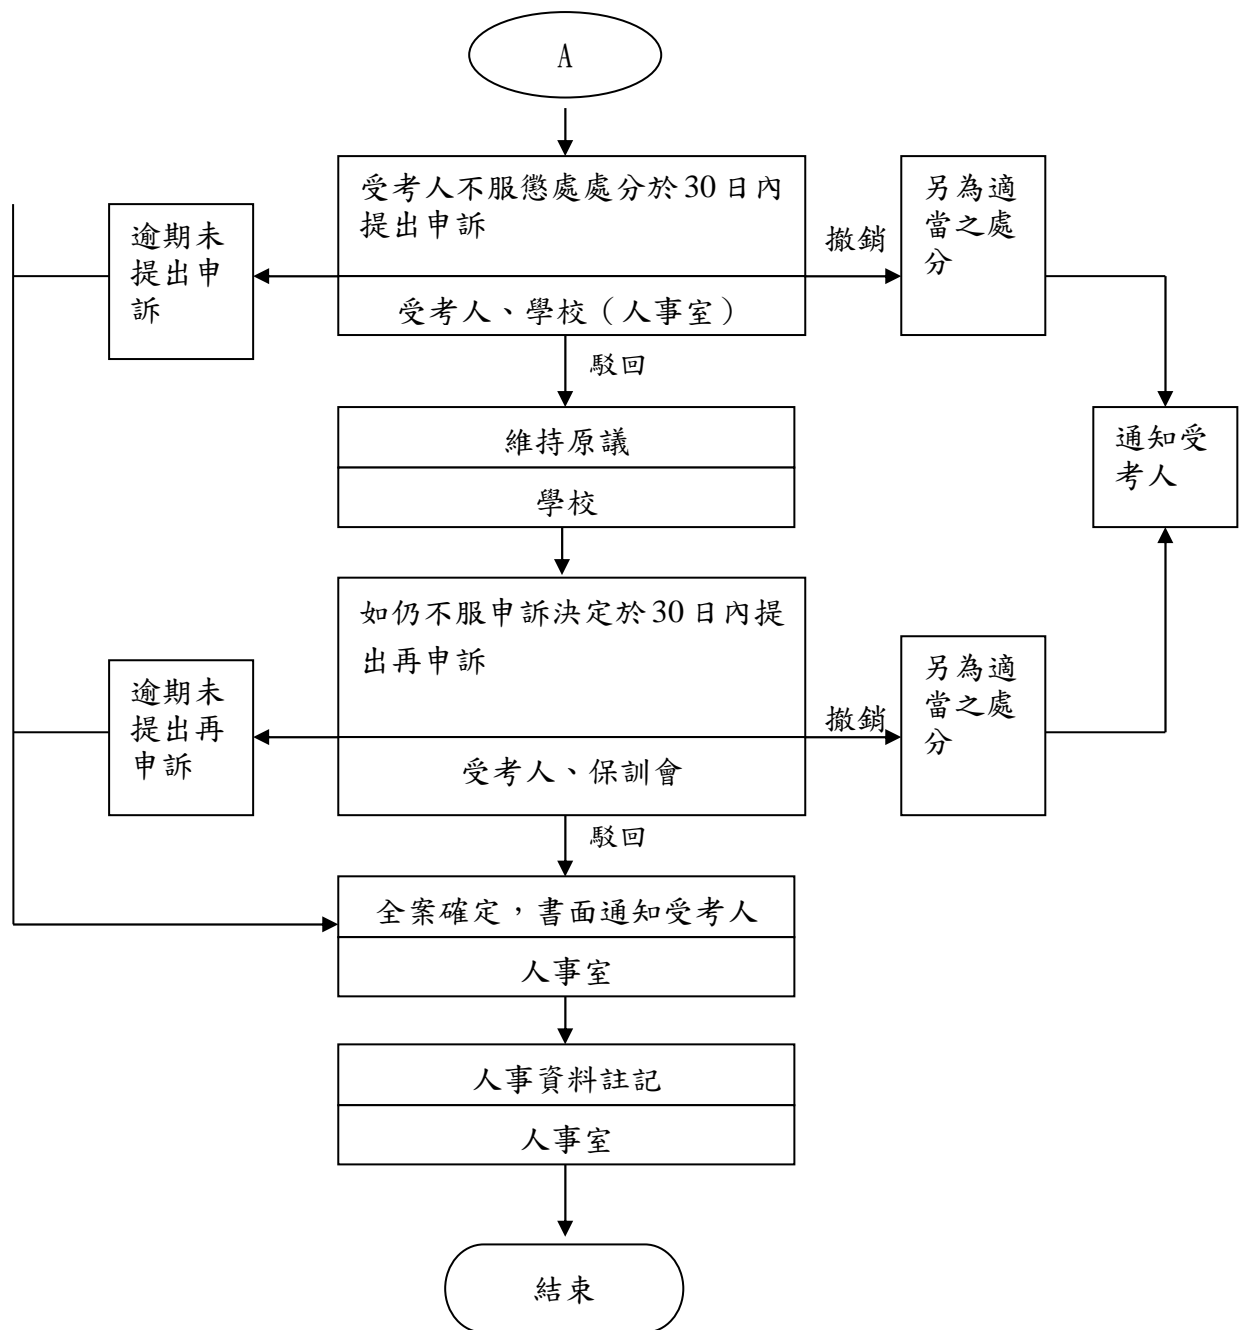 A
受考人不服懲處處分於 30 日內
提出申訴
受考人、學校（人事室）
逾期未
提出申
訴
撤銷
另為適
當之處
分
駁回
維持原議
學校
通知受
考人
如仍不服申訴決定於 30 日內提
出再申訴
受考人、保訓會
逾期未
提出再
申訴
撤銷
另為適
當之處
分
駁回
全案確定，書面通知受考人
人事室
人事資料註記
人事室
結束